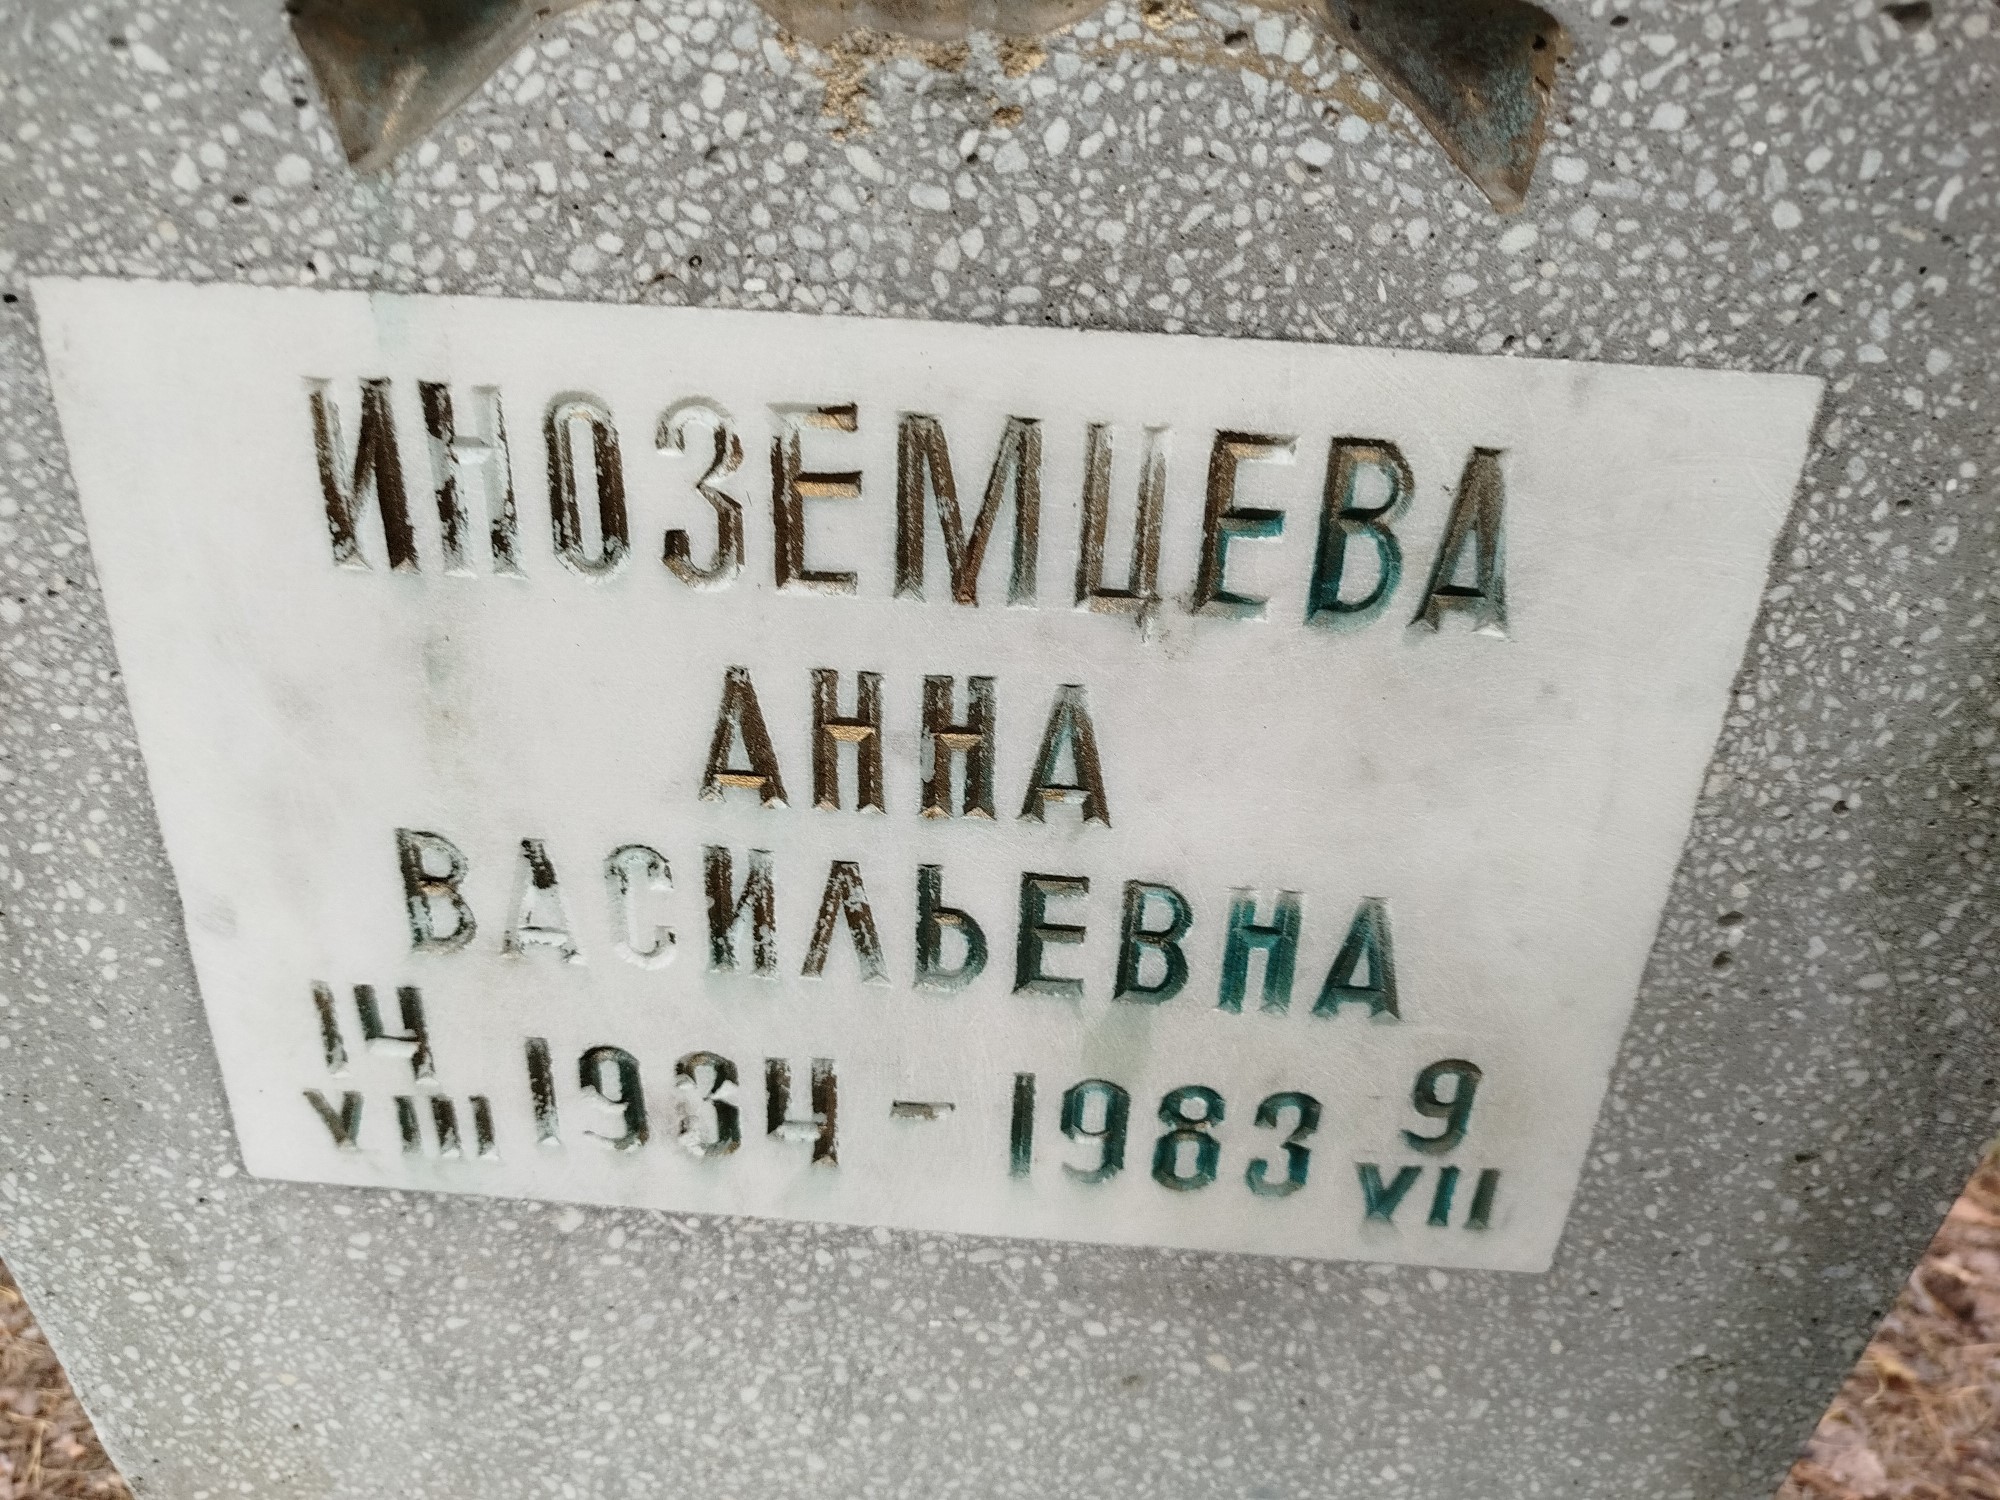 ИНОЗЕМЦЕВА
АННА
ВАСИЛЬЕВНА
14 VIII 1934 - 1983 9 VII